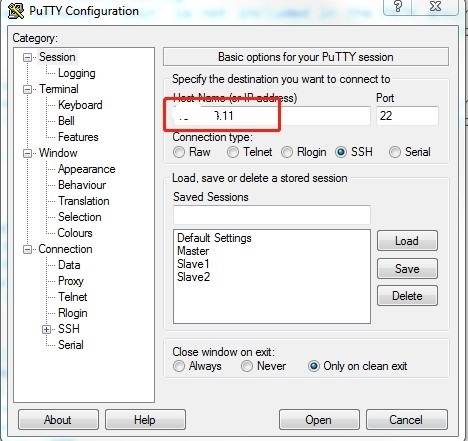 PuTTY Configuration
Category:
Session
Logging
Terminal
Keyboard
Bell
Features
Window
Appearance
Behaviour
Translation
Selection
Colours
Connection
Data
Proxy
Telnet
Rlogin
SSH
Serial
Basic options for your PuTTY session
Specify the destination you want to connect to
Host Name (or IP address) Port
.11 22
Connection type:
Raw Telnet Rlogin SSH Serial
Load, save or delete a stored session
Saved Sessions
Default Settings
Master
Slave1
Slave2
Load
Save
Delete
Close window on exit:
Always Never Only on clean exit
About Help Open Cancel